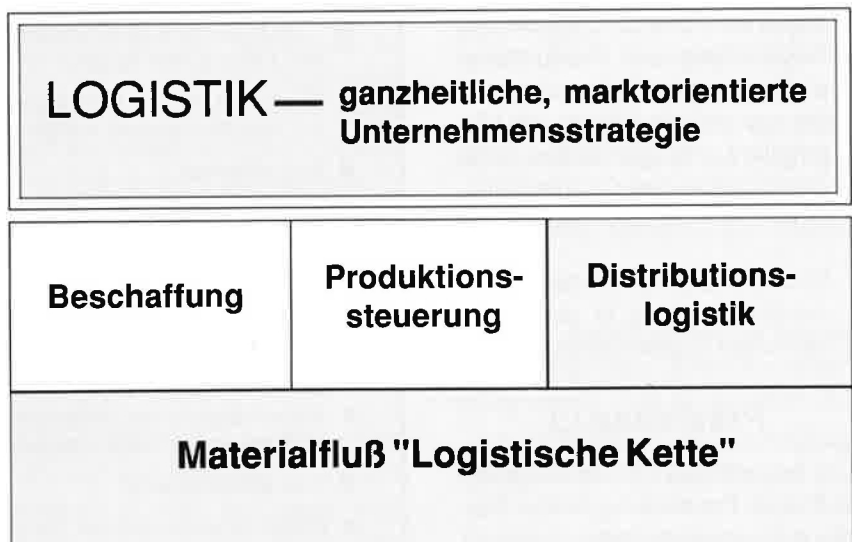 LOGISTIK — ganzheitliche, marktorientierte
Unternehmensstrategie
Beschaffung
Produktions-
steuerung
Distributions-
logistik
Materialfluß "Logistische Kette"